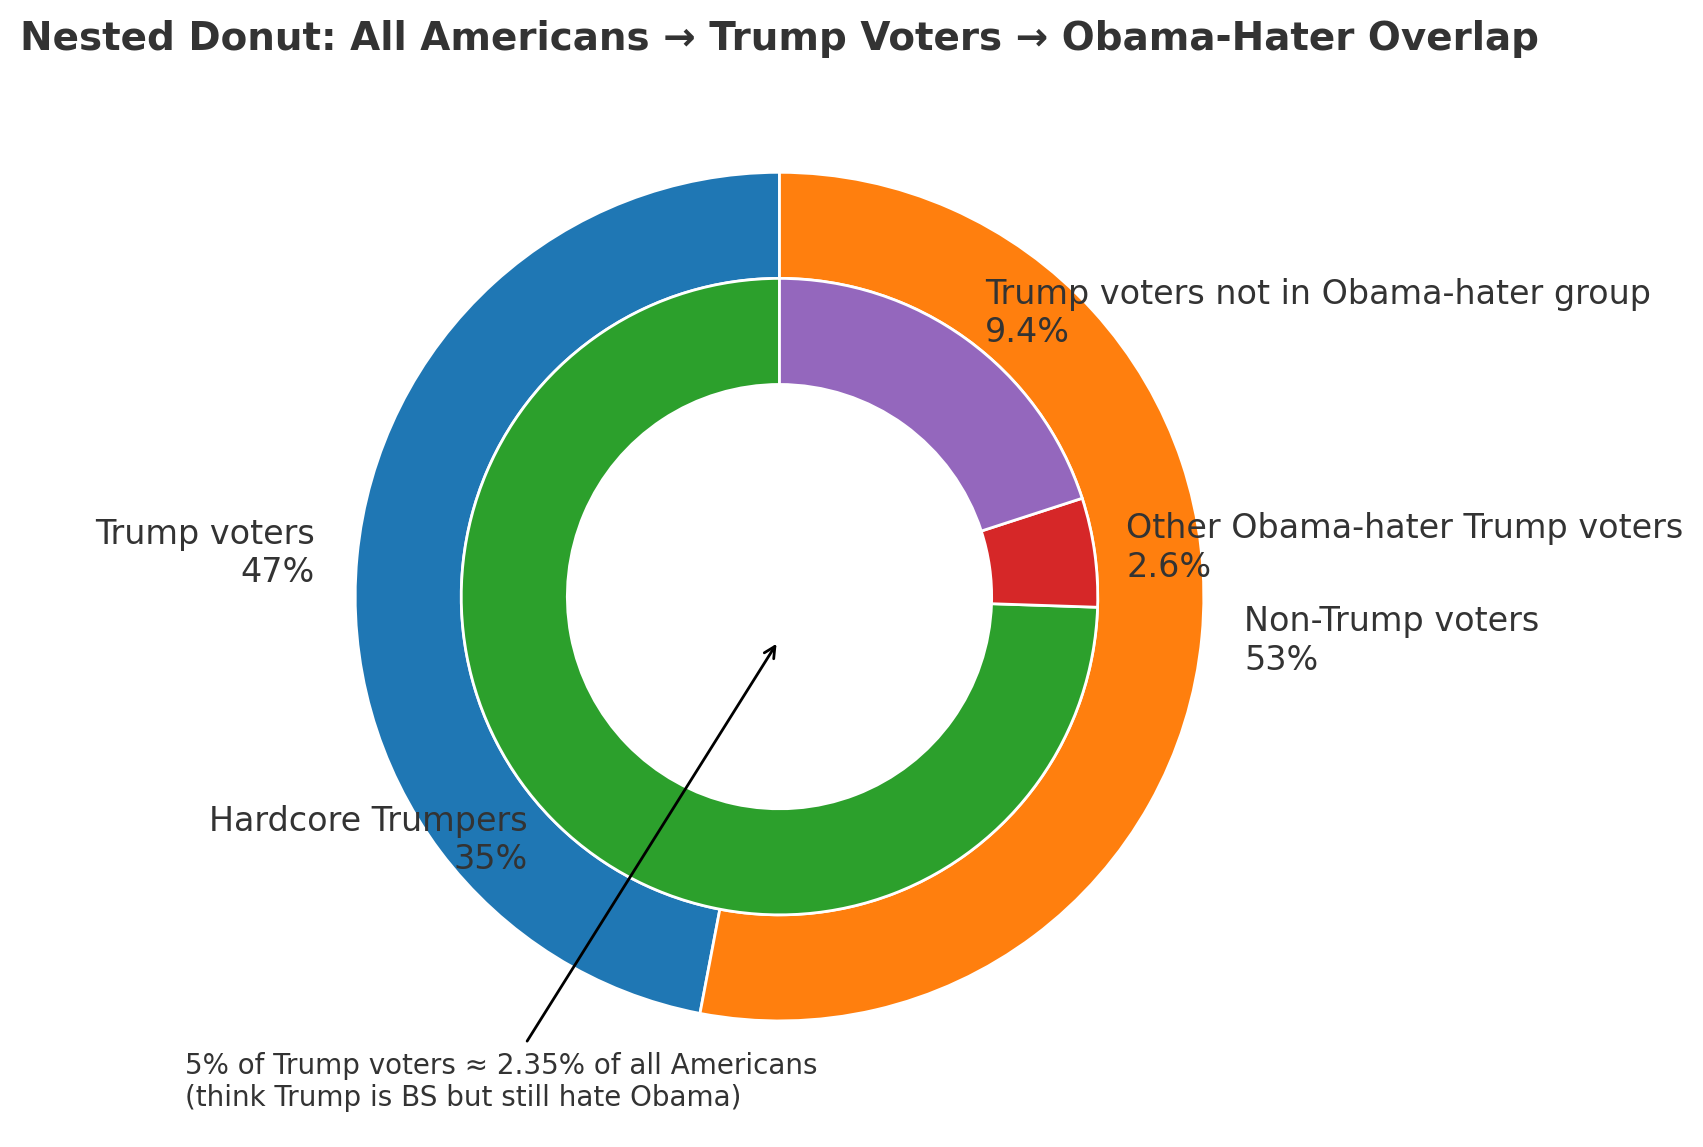 Nested Donut: All Americans → Trump Voters → Obama-Hater Overlap
Trump voters not in Obama-hater group
9.4%
Trump voters
47%
Other Obama-hater Trump voters
2.6%
Non-Trump voters
53%
Hardcore Trumpers
35%
5% of Trump voters ≈ 2.35% of all Americans
(think Trump is BS but still hate Obama)